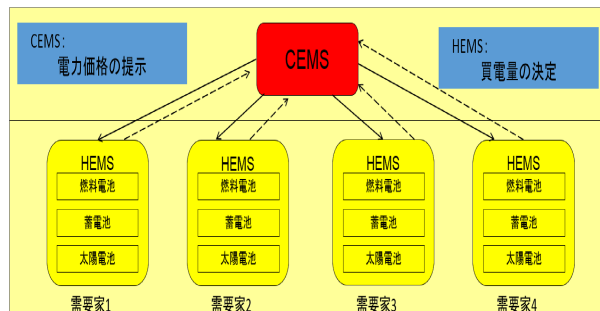 CEMS：
電力価格の提示
CEMS
HEMS：
買電量の決定
HEMS
燃料電池
蓄電池
太陽電池
需要家1
HEMS
燃料電池
蓄電池
太陽電池
需要家2
HEMS
燃料電池
蓄電池
太陽電池
需要家3
HEMS
燃料電池
蓄電池
太陽電池
需要家4